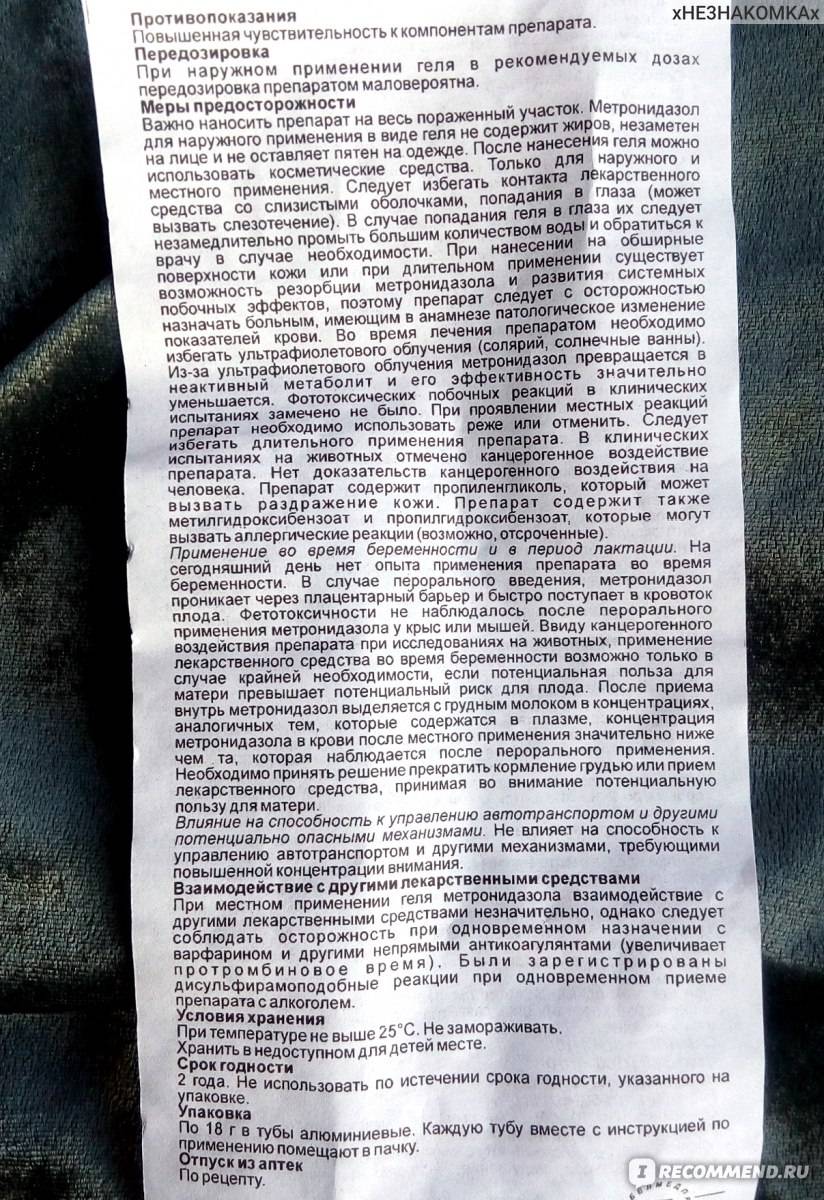 xНЕЗНАКОМКАx
Противопоказания
Повышенная чувствительность к компонентам препарата.
Передозировка
При наружном применении геля в рекомендуемых дозах
передозировка препаратом маловероятна.
Меры предосторожности
Важно наносить препарат на весь пораженный участок. Метронидазол
для наружного применения в виде геля не содержит жиров, незаметен
на лице и не оставляет пятен на одежде. После нанесения геля можно
использовать косметические средства. Только для наружного и
местного применения. Следует избегать контакта лекарственного
средства со слизистыми оболочками, попадания в глаза (может
вызвать слезотечение). В случае попадания геля в глаза их следует
незамедлительно промыть большим количеством воды и обратиться к
врачу в случае необходимости. При нанесении на обширные
поверхности кожи или при длительном применении существует
возможность резорбции метронидазола и развития системных
побочных эффектов, поэтому препарат следует с осторожностью
назначать больным, имеющим в анамнезе патологическое изменение
показателей крови. Во время лечения препаратом необходимо
избегать ультрафиолетового облучения (солярий, солнечные ванны).
Из-за ультрафиолетового облучения метронидазол превращается в
неактивный метаболит и его эффективность значительно
уменьшается. Фототоксических побочных реакций в клинических
испытаниях замечено не было. При проявлении местных реакций
препарат необходимо использовать реже или отменить. Следует
избегать длительного применения препарата. В клинических
испытаниях на животных отмечено канцерогенное воздействие
препарата. Нет доказательств канцерогенного воздействия на
человека. Препарат содержит пропиленгликоль, который может
вызвать раздражение кожи. Препарат содержит также
метилгидроксибензоат и пропилгидроксибензоат, которые могут
вызвать аллергические реакции (возможно, отсроченные).
Применение во время беременности и в период лактации. На
сегодняшний день нет опыта применения препарата во время
беременности. В случае перорального введения, метронидазол
проникает через плацентарный барьер и быстро поступает в кровоток
плода. Фетотоксичности не наблюдалось после перорального
применения метронидазола у крыс или мышей. Ввиду канцерогенного
воздействия препарата при исследованиях на животных, применение
лекарственного средства во время беременности возможно только в
случае крайней необходимости, если потенциальная польза для
матери превышает потенциальный риск для плода. После приема
внутрь метронидазол выделяется с грудным молоком в концентрациях,
аналогичных тем, которые содержатся в плазме, концентрация
метронидазола в крови после местного применения значительно ниже
чем та, которая наблюдается после перорального применения.
Необходимо принять решение прекратить кормление грудью или прием
лекарственного средства, принимая во внимание потенциальную
пользу для матери.
Влияние на способность к управлению автотранспортом и другими
потенциально опасными механизмами. Не влияет на способность к
управлению автотранспортом и другими механизмами, требующими
повышенной концентрации внимания.
Взаимодействие с другими лекарственными средствами
При местном применении геля метронидазола взаимодействие с
другими лекарственными средствами незначительно, однако следует
соблюдать осторожность при одновременном назначении с
варфарином и другими непрямыми антикоагулянтами (увеличивает
протромбиновое время). Были зарегистрированы
дисульфирамоподобные реакции при одновременном приеме
препарата с алкоголем.
Условия хранения
При температуре не выше 25°С. Не замораживать.
Хранить в недоступном для детей месте.
Срок годности
2 года. Не использовать по истечении срока годности, указанного на
упаковке.
Упаковка
По 18 г в тубы алюминиевые. Каждую тубу вместе с инструкцией по
применению помещают в пачку.
Отпуск из аптек
По рецепту.
I RECOMMEND.RU